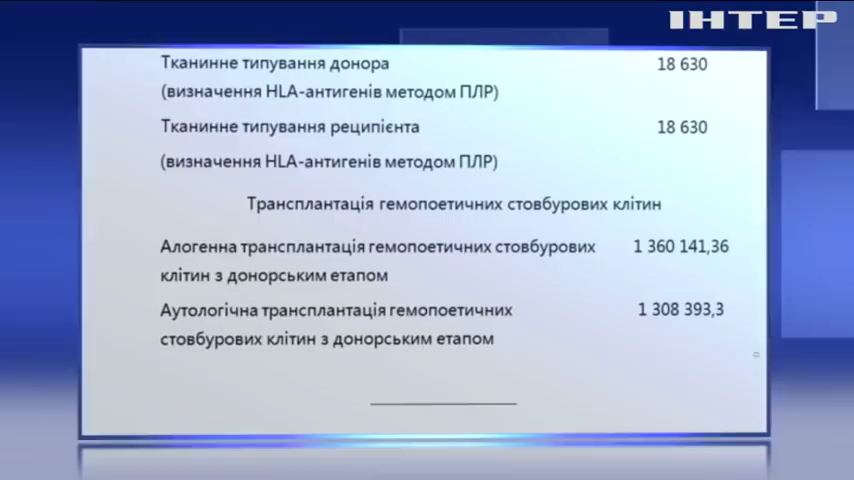 ІНТЕР
Тканинне типування донора 18 630
(визначення HLA-антигенів методом ПЛР)
Тканинне типування реципієнта 18 630
(визначення HLA-антигенів методом ПЛР)
Трансплантація гемопоетичних стовбурових клітин
Алогенна трансплантація гемопоетичних стовбурових 1 360 141,36
клітин з донорським етапом
Аутологічна трансплантація гемопоетичних 1 308 393,3
стовбурових клітин з донорським етапом